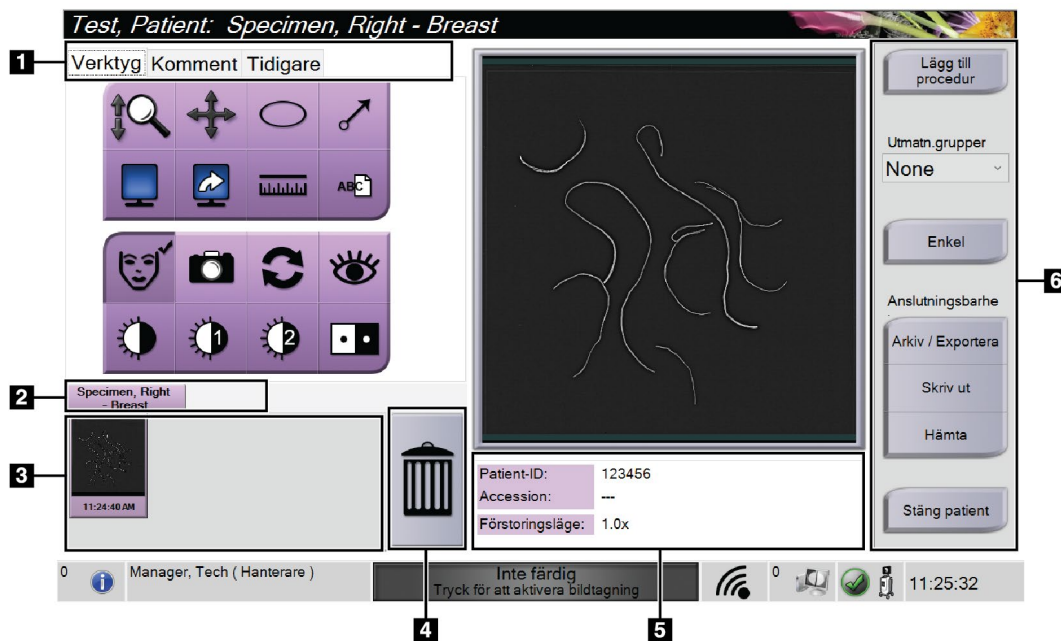 Test, Patient: Specimen, Right - Breast
1
Verktyg Komment Tidigare
ABC
1
2
2
Specimen, Right
- Breast
3
11:24:40 AM
Patient-ID: 123456
Accession: ---
Förstoringsläge: 1.0x
Lägg till
procedur
Utmatn.grupper
None
Enkel
6
Anslutningsbarhe
Arkiv / Exportera
Skriv ut
Hämta
Stäng patient
0
i
Manager, Tech ( Hanterare )
Inte färdig
Tryck för att aktivera bildtagning
0
11:25:32
4
5